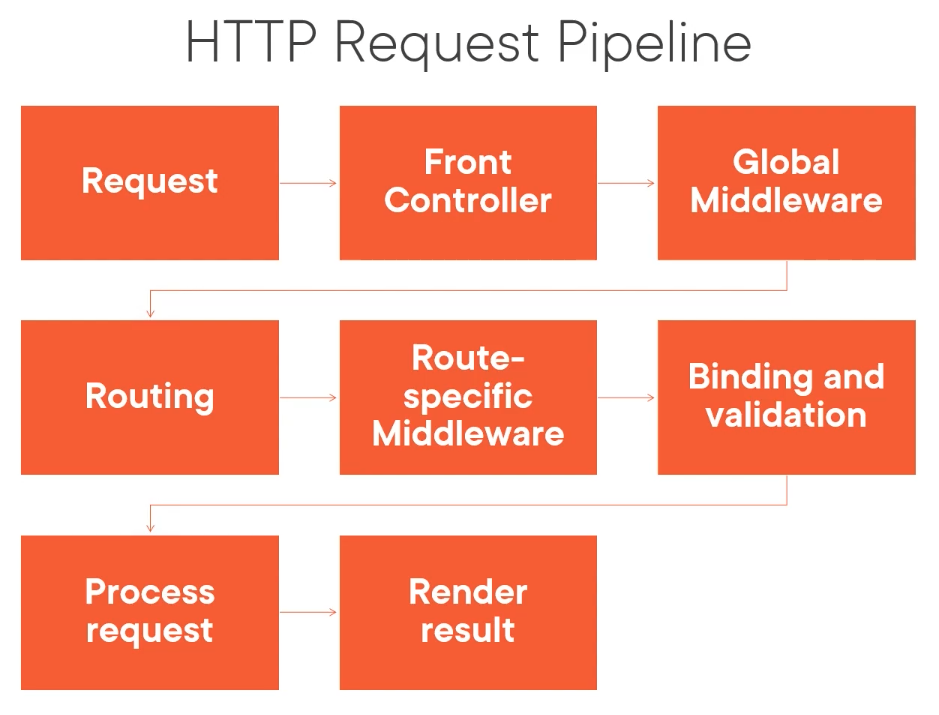 HTTP Request Pipeline
Request
Front
Controller
Global
Middleware
Routing
Route-
specific
Middleware
Binding and
validation
Process
request
Render
result